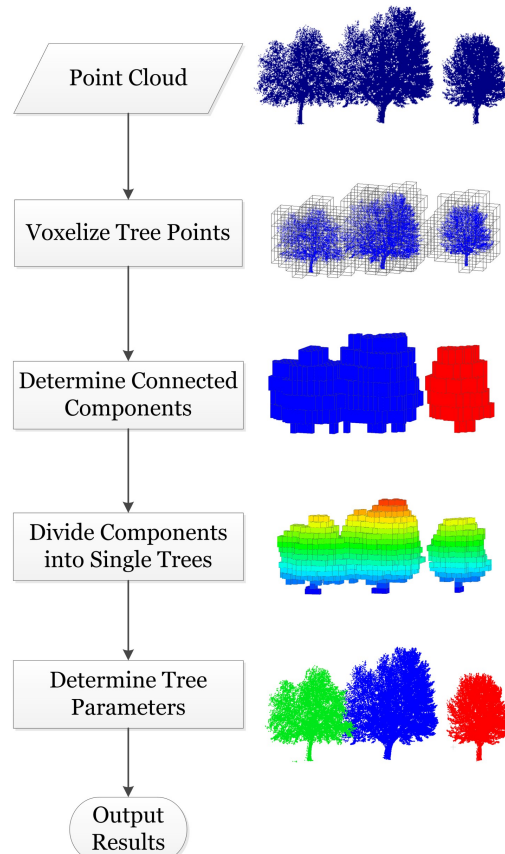 Point Cloud
Voxelize Tree Points
Determine Connected
Components
Divide Components
into Single Trees
Determine Tree
Parameters
Output
Results